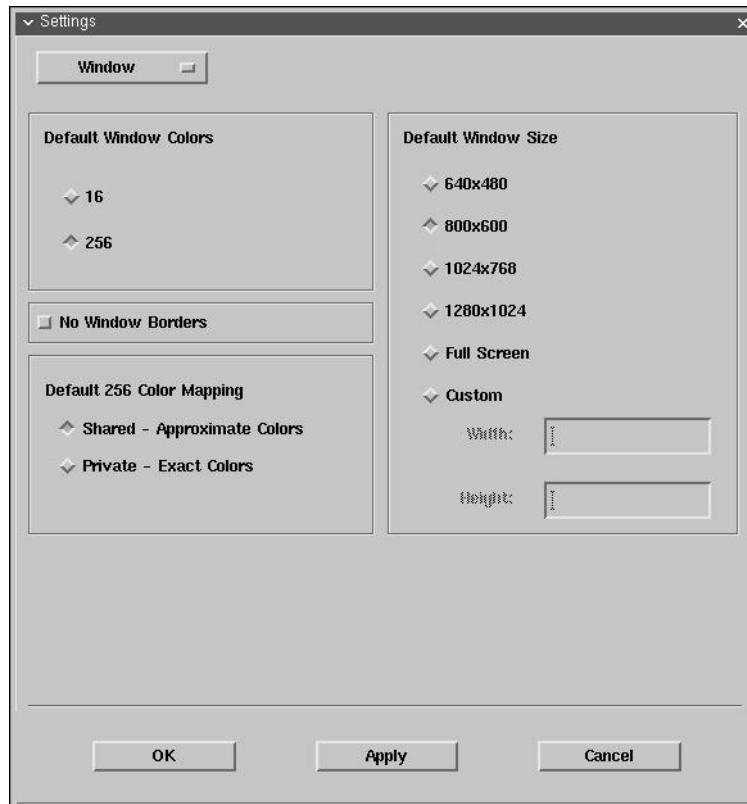 Settings
Window
Default Window Colors
16
256
No Window Borders
Default 256 Color Mapping
Shared - Approximate Colors
Private - Exact Colors
Default Window Size
640x480
800x600
1024x768
1280x1024
Full Screen
Custom
Width:
Height:
OK
Apply
Cancel